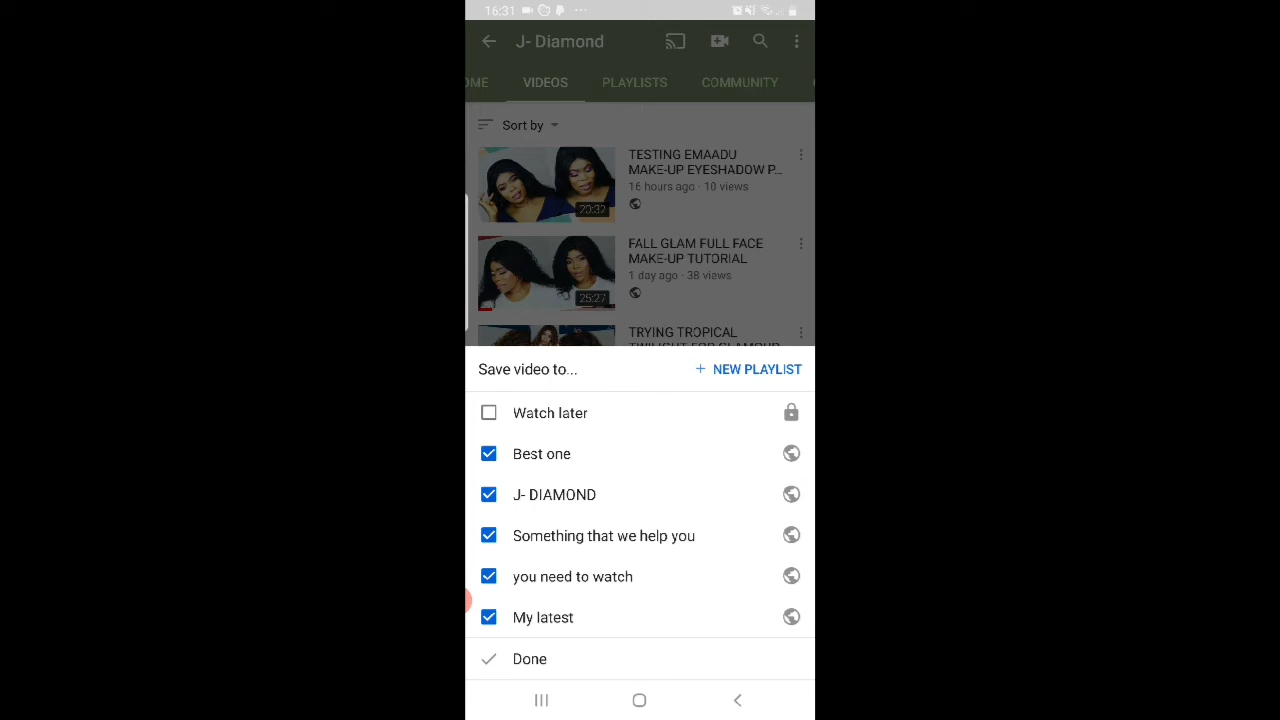 16:31
J- Diamond
OME VIDEOS PLAYLISTS COMMUNITY
Sort by
TESTING EMAADU
MAKE-UP EYESHADOW P...
16 hours ago · 10 views
20:32
FALL GLAM FULL FACE
MAKE-UP TUTORIAL
1 day ago · 38 views
25:27
TRYING TROPICAL
TWILIGHT FOR GLAMOUR
Save video to...
+ NEW PLAYLIST
Watch later
Best one
J- DIAMOND
Something that we help you
you need to watch
My latest
Done